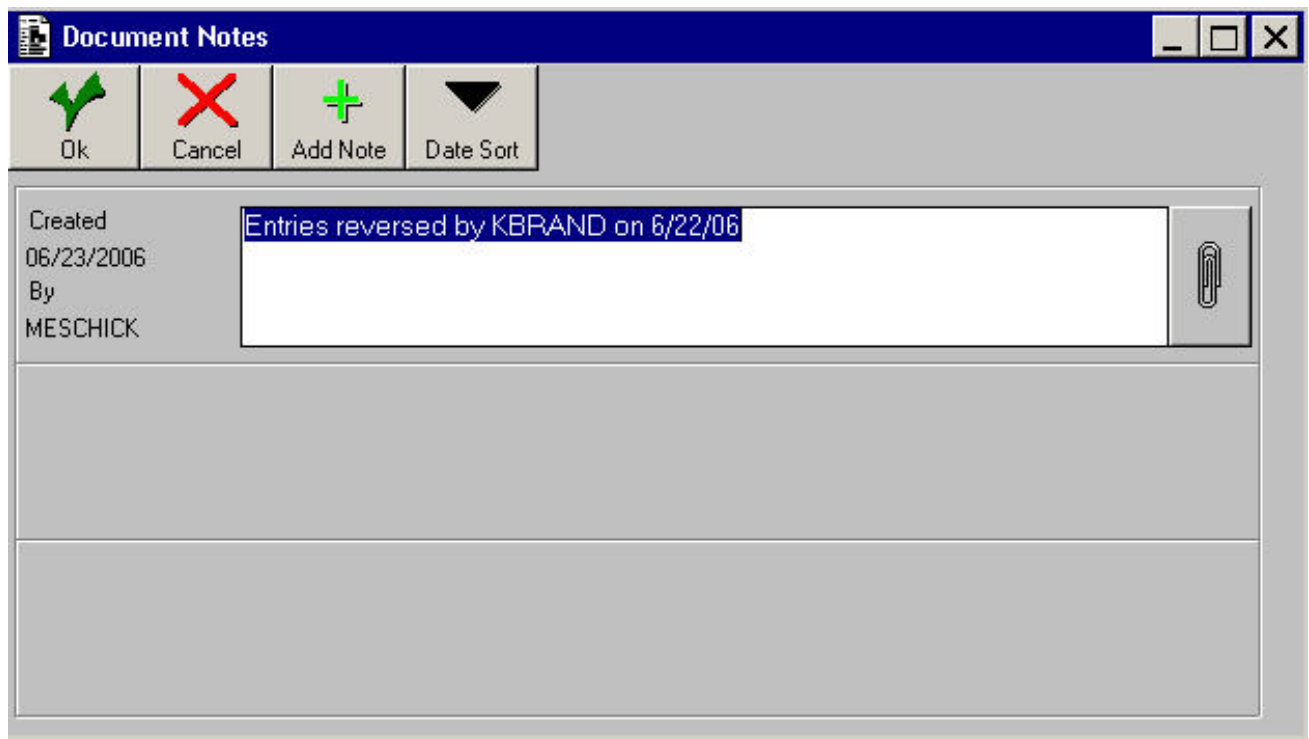 Document Notes
Ok
Cancel
Add Note
Date Sort
Created
06/23/2006
By
MESCHICK
Entries reversed by KBRAND on 6/22/06